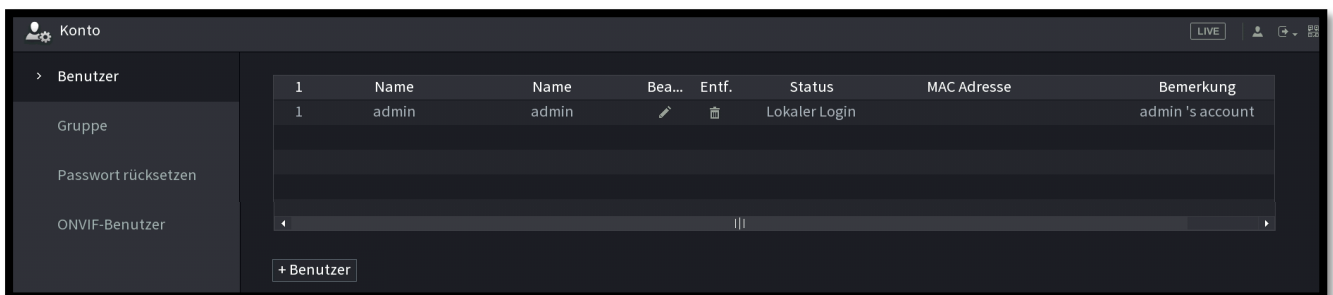 Konto
LIVE
Benutzer
Gruppe
Passwort rücksetzen
ONVIF-Benutzer
1 Name Name Bea... Entf. Status MAC Adresse Bemerkung
1 admin admin Lokaler Login admin 's account
+ Benutzer